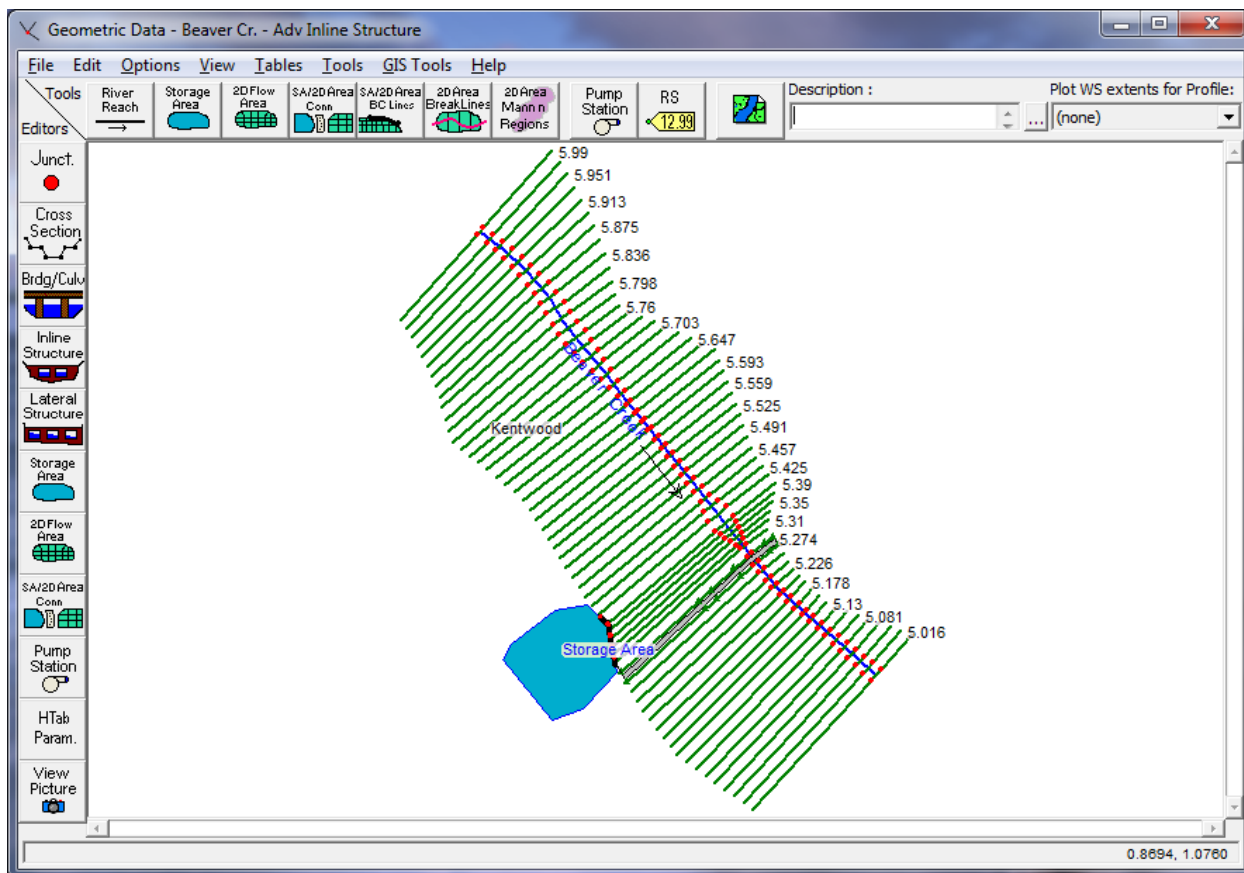 Geometric Data - Beaver Cr. - Adv Inline Structure
File Edit Options View Tables Tools GIS Tools Help
Tools
Editors
River
Reach
Storage
Area
2D Flow
Area
SA/2D Area
Conn
SA/2D Area
BC Lines
2D Area
BreakLines
2D Area
Mann n
Regions
Pump
Station
RS
12.99
Description :
Plot WS extents for Profile:
(none)
...
Junct.
Cross
Section
Brdg/Culv
Inline
Structure
Lateral
Structure
Storage
Area
2D Flow
Area
SA/2D Area
Conn
Pump
Station
HTab
Param.
View
Picture
5.99
5.951
5.913
5.875
5.836
5.798
5.76
5.703
5.647
5.593
5.559
5.525
5.491
5.457
5.425
5.39
5.35
5.31
5.274
5.226
5.178
5.13
5.081
5.016
Beaver Creek
Kentwood
Storage Area
0.8694, 1.0760